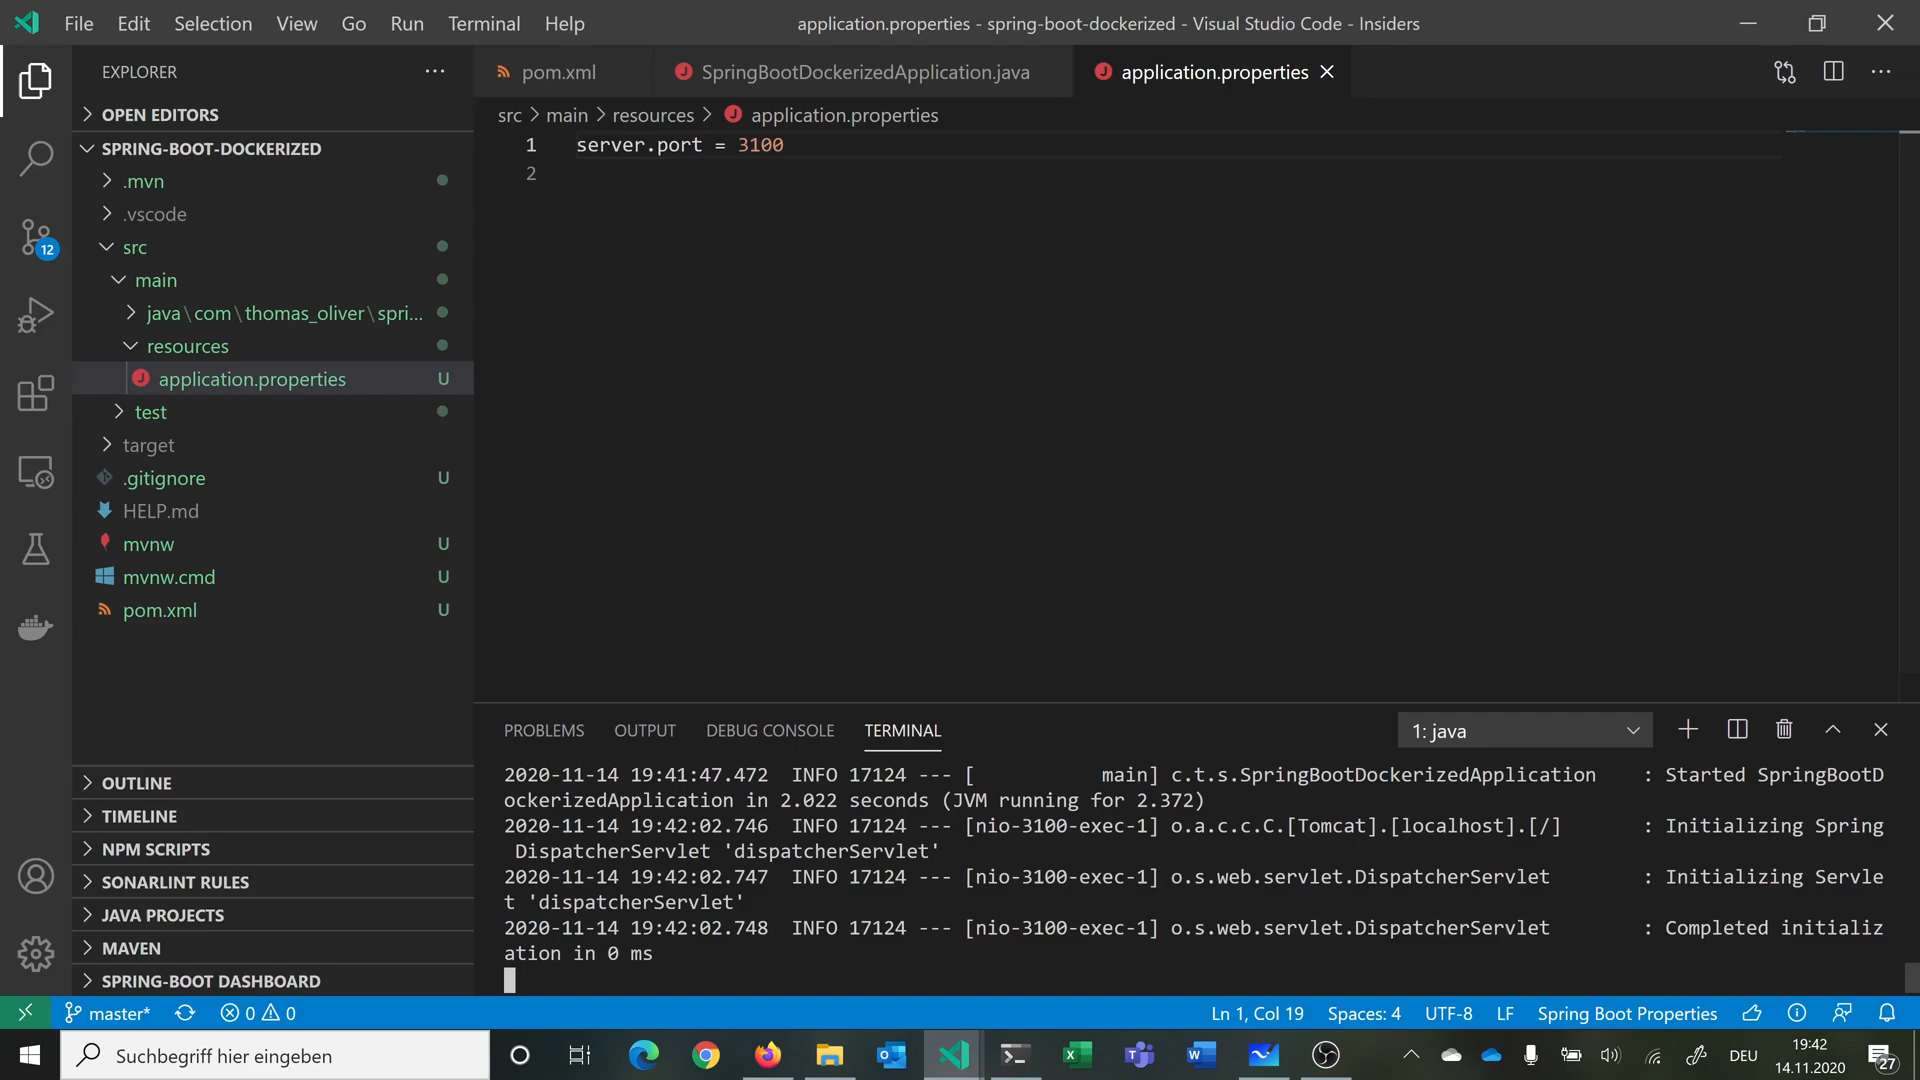 File Edit Selection View Go Run Terminal Help
application.properties - spring-boot-dockerized - Visual Studio Code - Insiders
EXPLORER
pom.xml
SpringBootDockerizedApplication.java
application.properties
OPEN EDITORS
src > main > resources > application.properties
SPRING-BOOT-DOCKERIZED
.mvn
.vscode
src
main
java\com\thomas_oliver\spri...
resources
application.properties U
test
target
.gitignore U
HELP.md
mvnw U
mvnw.cmd U
pom.xml U
12
1 server.port = 3100
2
OUTLINE
TIMELINE
NPM SCRIPTS
SONARLINT RULES
JAVA PROJECTS
MAVEN
SPRING-BOOT DASHBOARD
PROBLEMS OUTPUT DEBUG CONSOLE TERMINAL
1: java
2020-11-14 19:41:47.472  INFO 17124 --- [           main] c.t.s.SpringBootDockerizedApplication    : Started SpringBootD
ockerizedApplication in 2.022 seconds (JVM running for 2.372)
2020-11-14 19:42:02.746  INFO 17124 --- [nio-3100-exec-1] o.a.c.c.C.[Tomcat].[localhost].[/]       : Initializing Spring
DispatcherServlet 'dispatcherServlet'
2020-11-14 19:42:02.747  INFO 17124 --- [nio-3100-exec-1] o.s.web.servlet.DispatcherServlet        : Initializing Servle
t 'dispatcherServlet'
2020-11-14 19:42:02.748  INFO 17124 --- [nio-3100-exec-1] o.s.web.servlet.DispatcherServlet        : Completed initializ
ation in 0 ms
master* 0 0
Ln 1, Col 19 Spaces: 4 UTF-8 LF Spring Boot Properties
Suchbegriff hier eingeben
DEU
19:42
14.11.2020
27